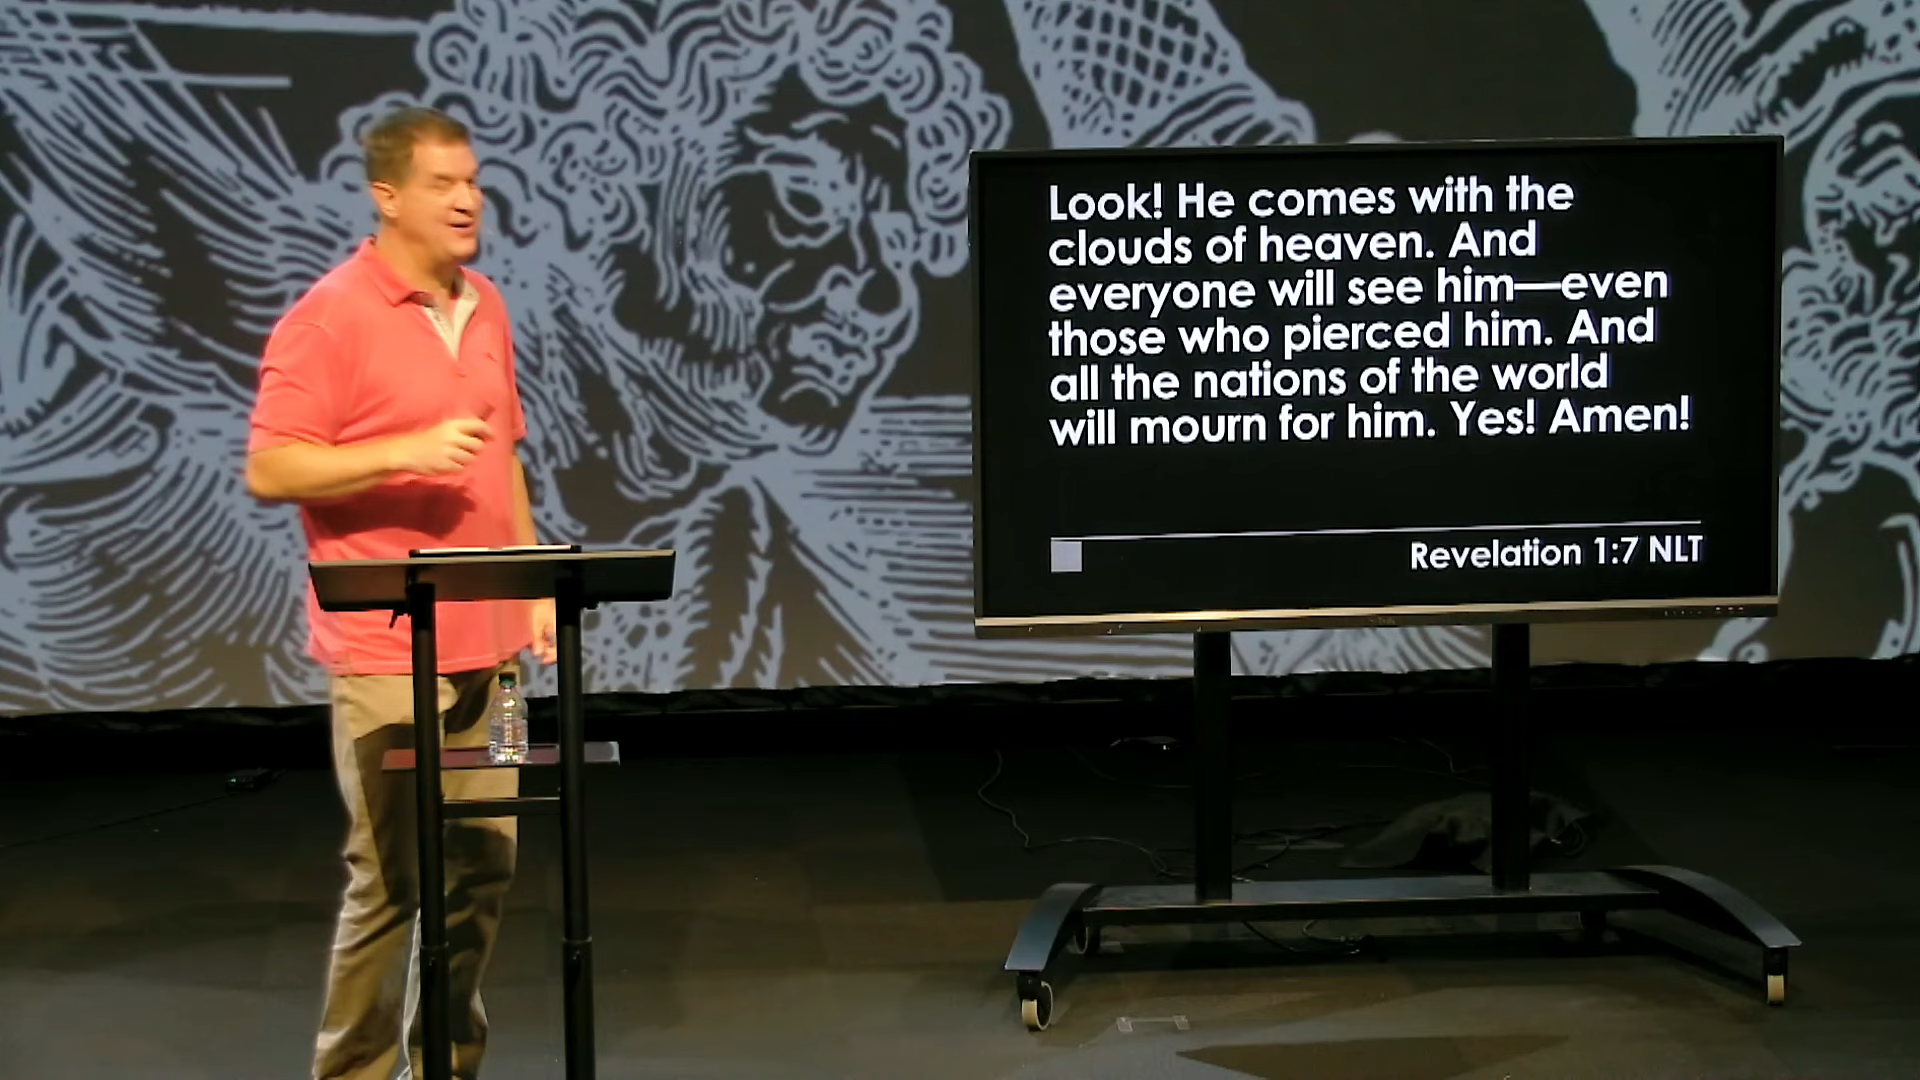 Look! He comes with the
clouds of heaven. And
everyone will see him—even
those who pierced him. And
all the nations of the world
will mourn for him. Yes! Amen!
Revelation 1:7 NLT